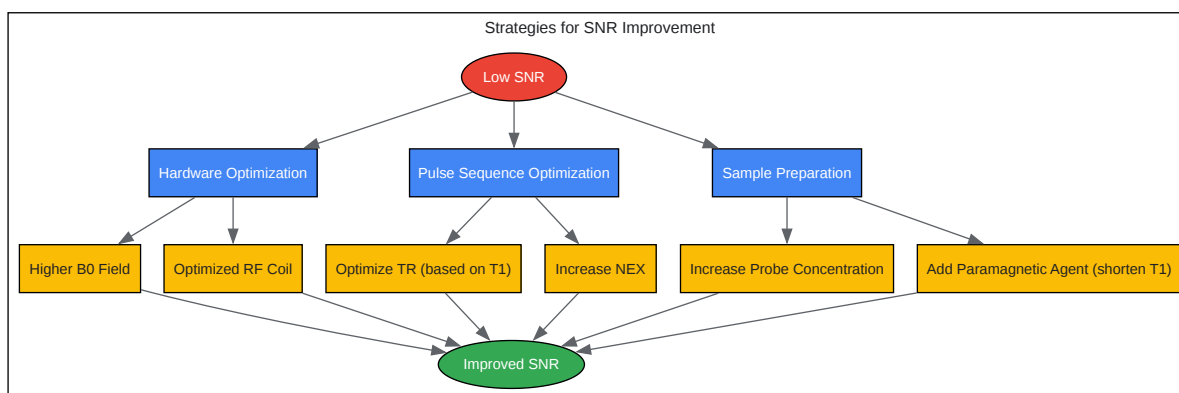 Strategies for SNR Improvement
Low SNR
Hardware Optimization
Pulse Sequence Optimization
Sample Preparation
Higher B0 Field
Optimized RF Coil
Optimize TR (based on T1)
Increase NEX
Increase Probe Concentration
Add Paramagnetic Agent (shorten T1)
Improved SNR